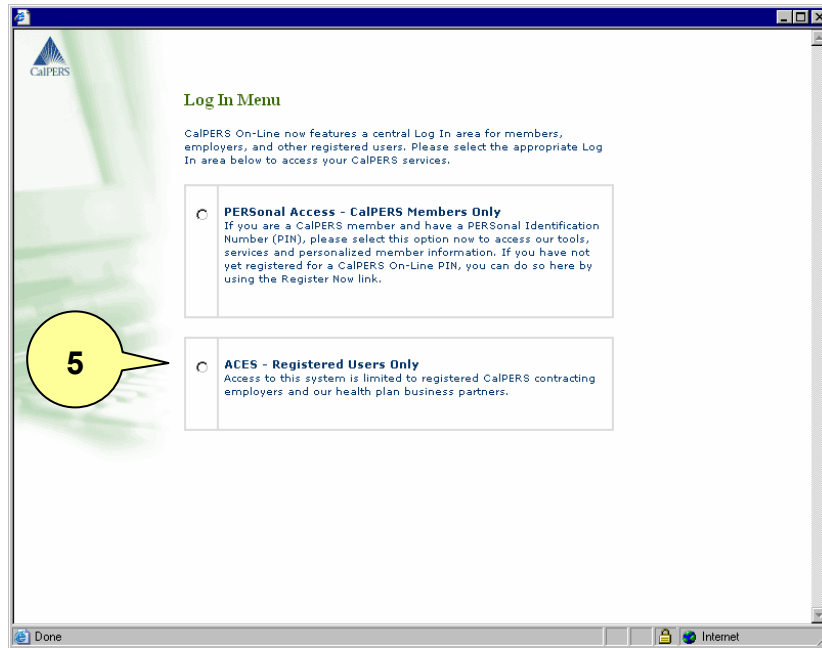 CalPERS
Log In Menu
CalPERS On-Line now features a central Log In area for members,
employers, and other registered users. Please select the appropriate Log
In area below to access your CalPERS services.
PERSonal Access - CalPERS Members Only
If you are a CalPERS member and have a PERSonal Identification
Number (PIN), please select this option now to access our tools,
services and personalized member information. If you have not
yet registered for a CalPERS On-Line PIN, you can do so here by
using the Register Now link.
5
ACES - Registered Users Only
Access to this system is limited to registered CalPERS contracting
employers and our health plan business partners.
Done
Internet